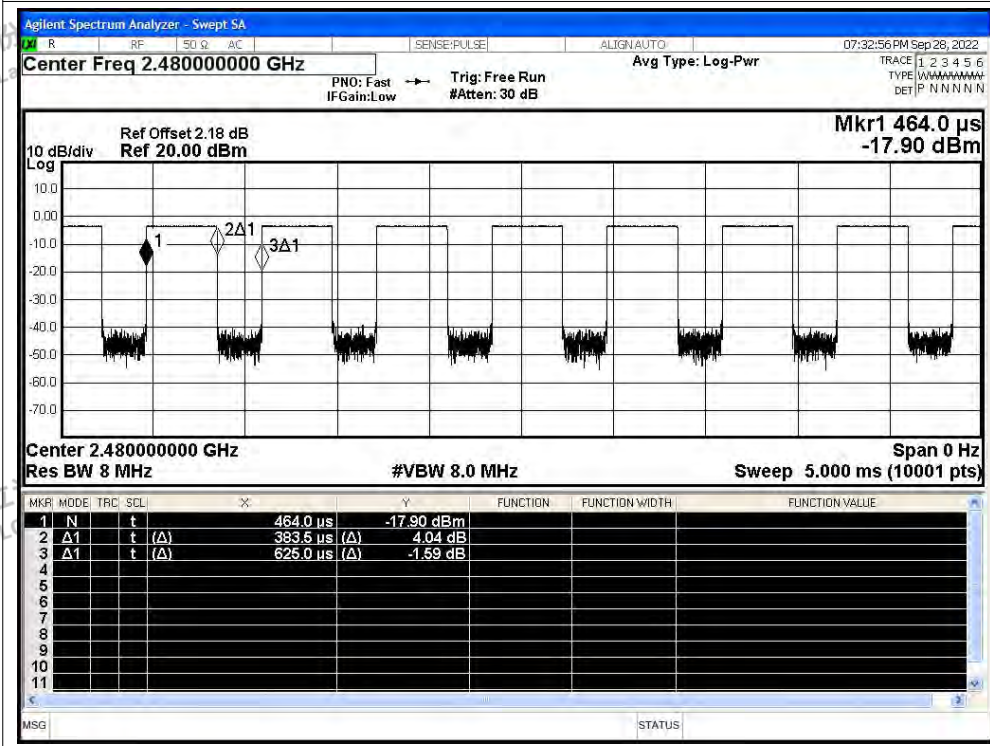 Agilent Spectrum Analyzer - Swept SA
LXI R RF 50 Ω AC SENSE:PULSE ALIGN AUTO 07:32:56 PM Sep 28, 2022
Center Freq 2.480000000 GHz Avg Type: Log-Pwr TRACE 1 2 3 4 5 6
PNO: Fast Trig: Free Run TYPE WWWWWW
IFGain:Low #Atten: 30 dB DET P N N N N N
Mkr1 464.0 µs
Ref Offset 2.18 dB
10 dB/div Ref 20.00 dBm -17.90 dBm
Log
10.0
0.00
2Δ1
1
3Δ1
-10.0
-20.0
-30.0
-40.0
-50.0
-60.0
-70.0
Center 2.480000000 GHz Span 0 Hz
Res BW 8 MHz #VBW 8.0 MHz Sweep 5.000 ms (10001 pts)
MKR MODE TRC SCL X Y FUNCTION FUNCTION WIDTH FUNCTION VALUE
1 N t 464.0 µs -17.90 dBm
2 Δ1 t (Δ) 383.5 µs (Δ) 4.04 dB
3 Δ1 t (Δ) 625.0 µs (Δ) -1.59 dB
4
5
6
7
8
9
10
11
MSG STATUS